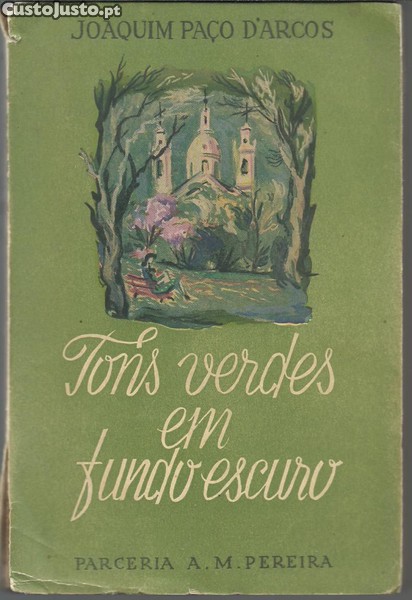 CustoJusto.pt
JOAQUIM PAÇO D'ARCOS
Tons verdes
em
fundo escuro
PARCERIA A. M. PEREIRA